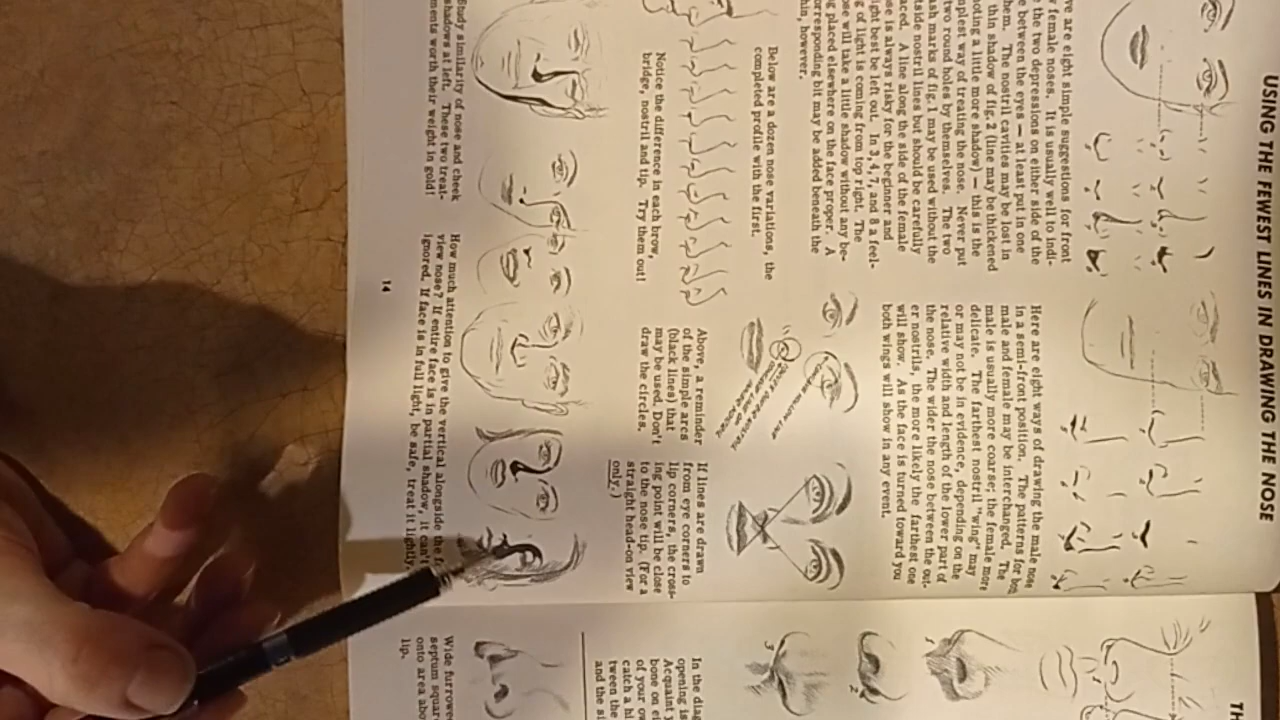 USING THE FEWEST LINES IN DRAWING THE NOSE
ve are eight simple suggestions for front
female noses. It is usually well to indi-
the two depressions on either side of the
e between the eyes — at least put in one
hem. The nostril cavities may be lost in
thin shadow of fig. 2 (line may be thickened
oting a little more shadow) — this is the
mplest way of treating the nose. Never put
two round holes by themselves. The two
ash marks of fig. 1 may be used without the
tside nostril lines but should be carefully
aced. A line along the side of the female
se is always risky for the beginner and
ight best be left out. In 3, 4, 7, and 8 a feel-
g of light is coming from top right. The
ose will take a little shadow without any be-
g placed elsewhere on the face proper. A
orresponding bit may be added beneath the
hin, however.
Here are eight ways of drawing the male nose
in a semi-front position. The patterns for both
male and female may be interchanged. The
male is usually more coarse; the female more
delicate. The farthest nostril "wing" may
or may not be in evidence, depending on the
relative width and length of the lower part of
the nose. The wider the nose between the out-
er nostrils, the more likely the farthest one
will show. As the face is turned toward you
both wings will show in any event.
Below are a dozen nose variations, the
completed profile with the first.
Notice the difference in each brow,
bridge, nostril and tip. Try them out!
Above, a reminder
of the simple arcs
(black lines) that
may be used. Don't
draw the circles.
If lines are drawn
from eye corners to
lip corners, the cross-
ing point will be close
to the nose tip. (For a
straight head-on view
only.)
Study similarity of nose and cheek
shadows at left. These two treat-
ments worth their weight in gold!
How much attention to give the vertical alongside the f
view nose? If entire face is in partial shadow, it can't
ignored. If face is in full light, be safe, treat it lightly.
14
TH
1
2
3
In the diag
opening is
Acquaint y
bone on ei
of your ow
catch a hi
tween the
and the si
Wide furrowe
septum squar
onto area abo
lip.